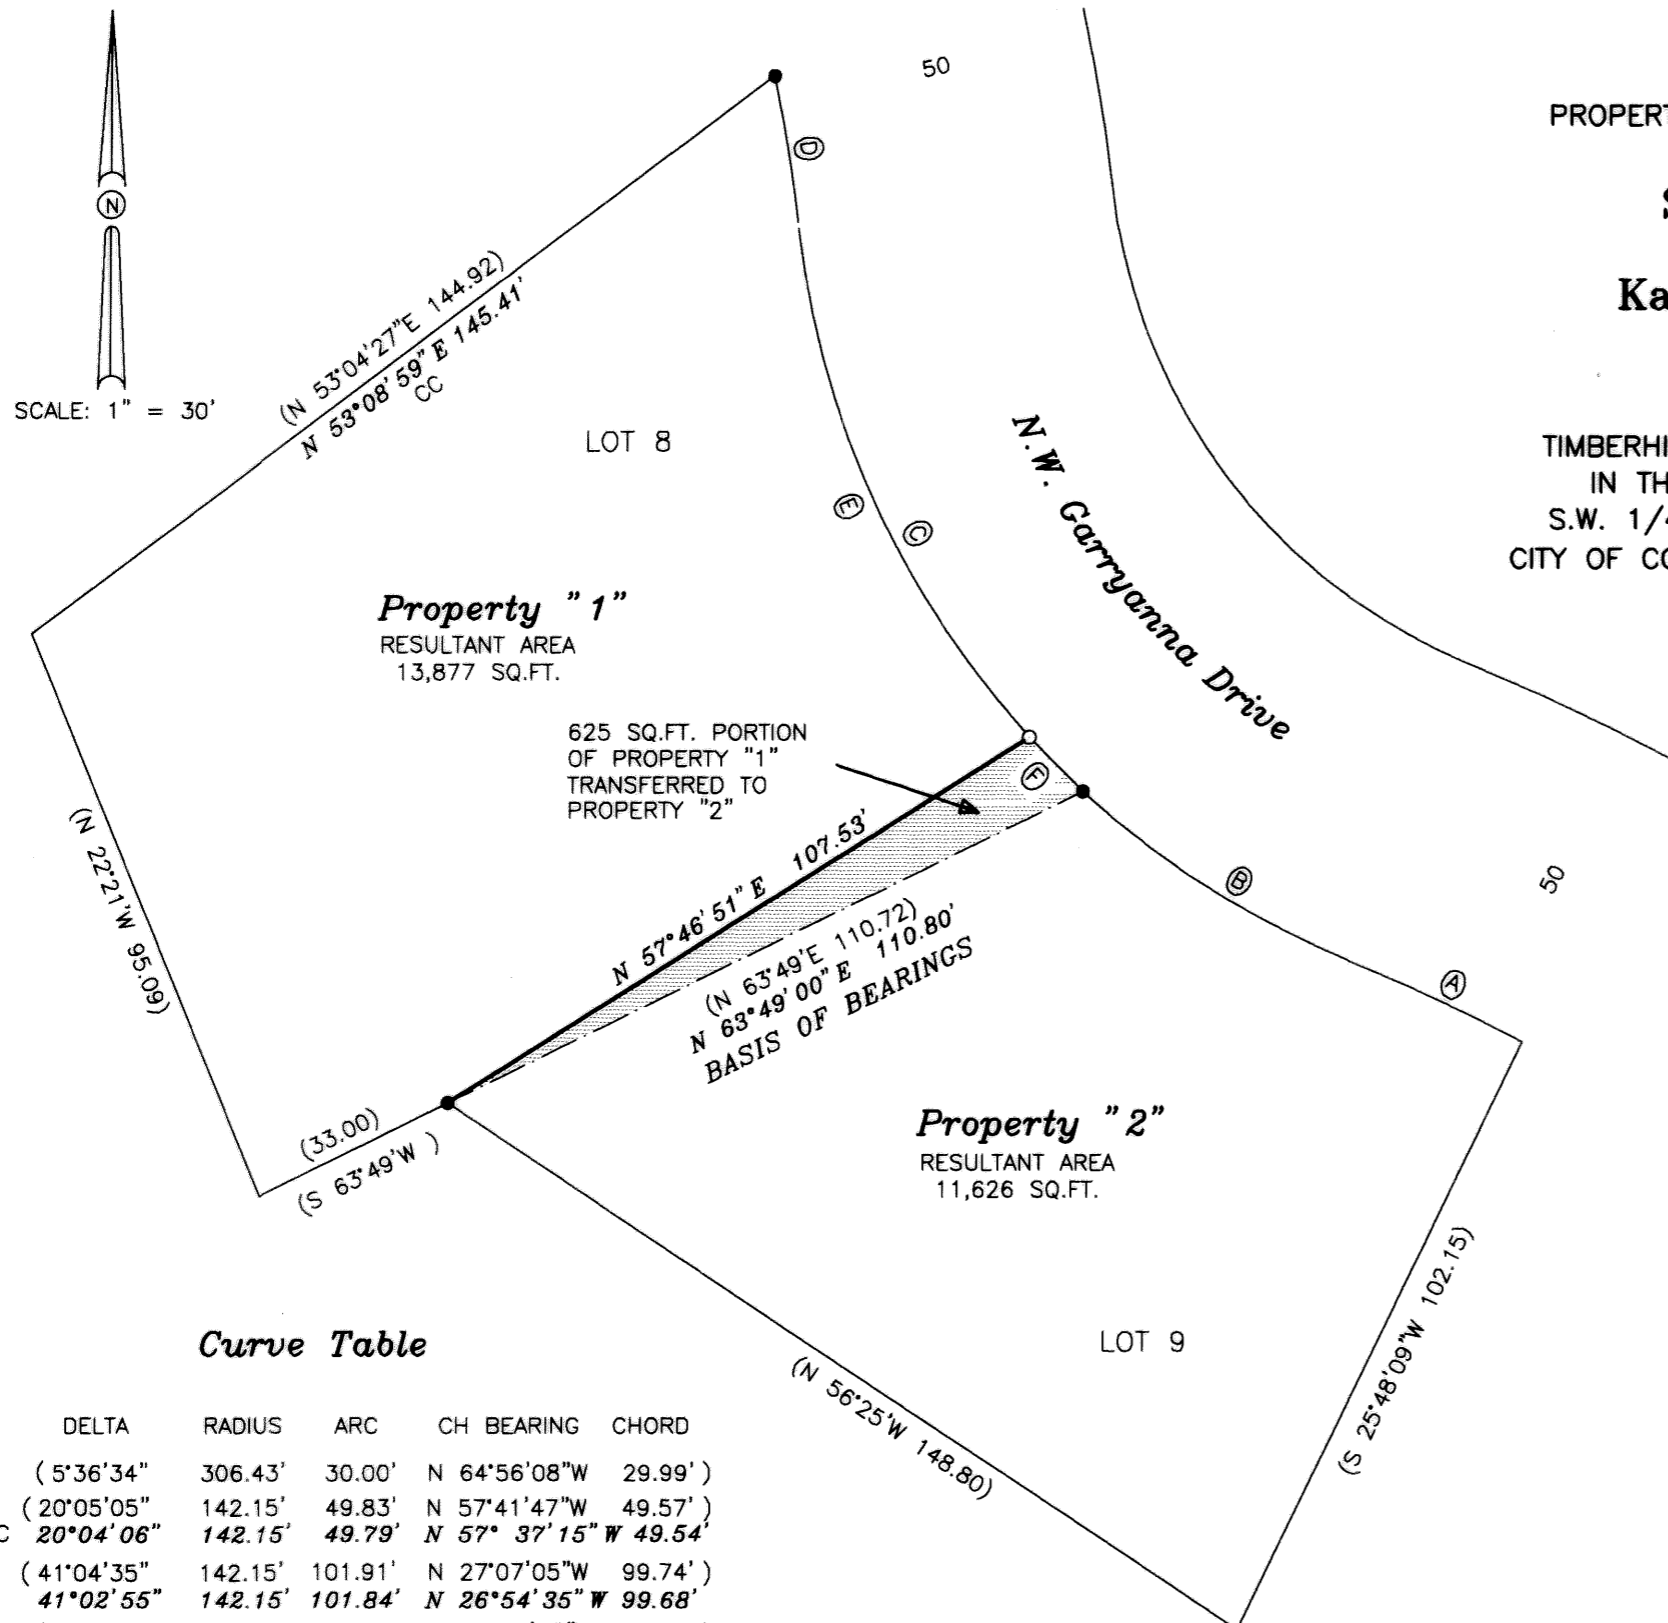 50
PROPERT
N
Ka
SCALE: 1" = 30'
D
(N 53°04'27"E 144.92)
N 53°08'59" E 145.41'
CC
LOT 8
N.W. Garryanna Drive
E
C
TIMBERHI
IN TH
S.W. 1/4
CITY OF CO
Property "1"
RESULTANT AREA
13,877 SQ.FT.
625 SQ.FT. PORTION
OF PROPERTY "1"
TRANSFERRED TO
PROPERTY "2"
F
(N 22°21'W 95.09)
N 57°46'51" E 107.53'
B
50
(N 63°49'E 110.72)
N 63°49'00" E 110.80'
BASIS OF BEARINGS
A
(33.00)
(S 63°49'W )
Property "2"
RESULTANT AREA
11,626 SQ.FT.
LOT 9
(N 56°25'W 148.80)
(S 25°48'09"W 102.15)
Curve Table
DELTA RADIUS ARC CH BEARING CHORD
( 5°36'34" 306.43' 30.00' N 64°56'08"W 29.99' )
( 20°05'05" 142.15' 49.83' N 57°41'47"W 49.57' )
C 20°04'06" 142.15' 49.79' N 57° 37'15" W 49.54'
( 41°04'35" 142.15' 101.91' N 27°07'05"W 99.74' )
41°02'55" 142.15' 101.84' N 26°54'35" W 99.68'